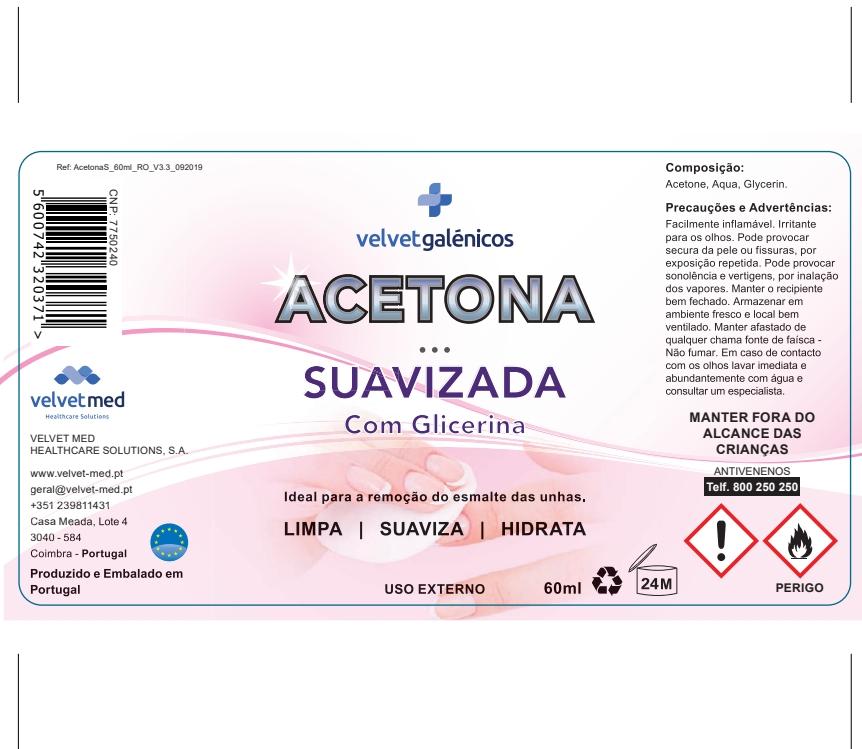 Ref: AcetonaS_60ml_RO_V3.3_092019
CNP: 7750240
5 600742 320371 >
velvetmed
Healthcare Solutions
VELVET MED
HEALTHCARE SOLUTIONS, S.A.
www.velvet-med.pt
geral@velvet-med.pt
+351 239811431
Casa Meada, Lote 4
3040 - 584
Coimbra - Portugal
Produzido e Embalado em
Portugal
velvetgalénicos
ACETONA
...
SUAVIZADA
Com Glicerina
Ideal para a remoção do esmalte das unhas.
LIMPA | SUAVIZA | HIDRATA
USO EXTERNO
60ml
24M
Composição:
Acetone, Aqua, Glycerin.
Precauções e Advertências:
Facilmente inflamável. Irritante
para os olhos. Pode provocar
secura da pele ou fissuras, por
exposição repetida. Pode provocar
sonolência e vertigens, por inalação
dos vapores. Manter o recipiente
bem fechado. Armazenar em
ambiente fresco e local bem
ventilado. Manter afastado de
qualquer chama fonte de faísca -
Não fumar. Em caso de contacto
com os olhos lavar imediata e
abundantemente com água e
consultar um especialista.
MANTER FORA DO
ALCANCE DAS
CRIANÇAS
ANTIVENENOS
Telf. 800 250 250
PERIGO